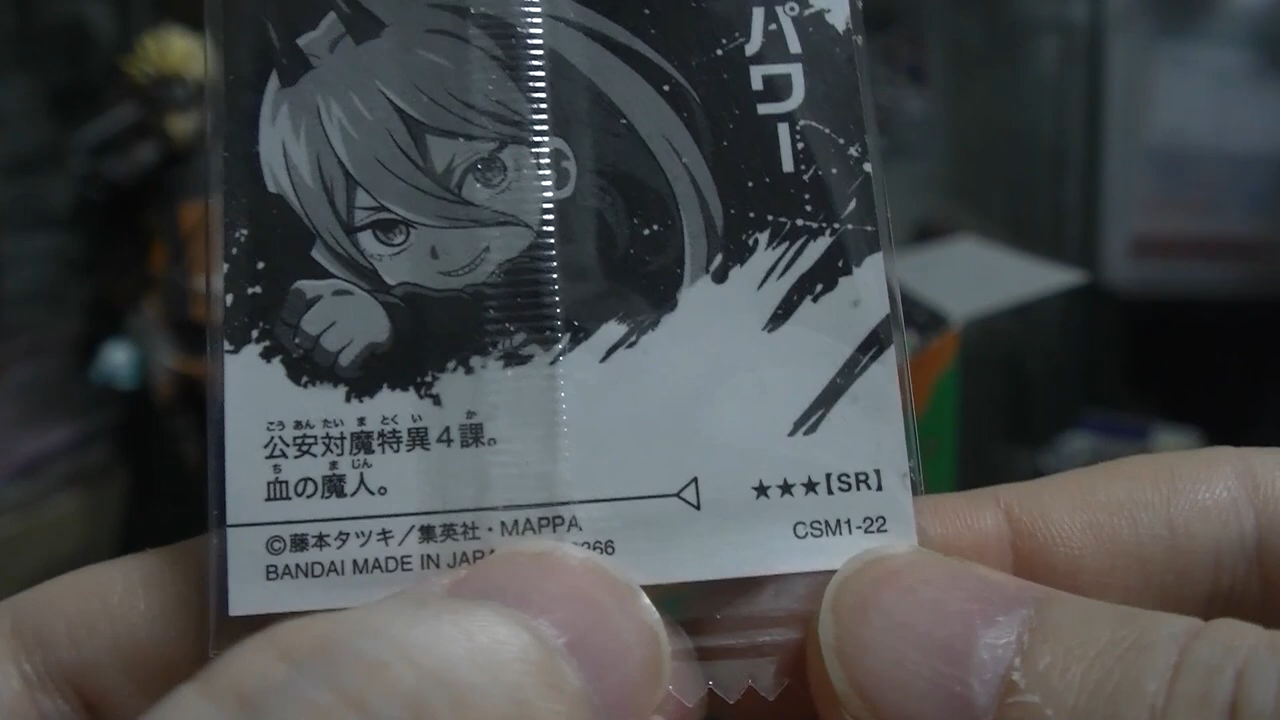 パワー
こうあんたいまとくい か
公安対魔特異4課。
ち まじん
血の魔人。
★★★【SR】
©藤本タツキ/集英社・MAPPA
CSM1-22
BANDAI MADE IN